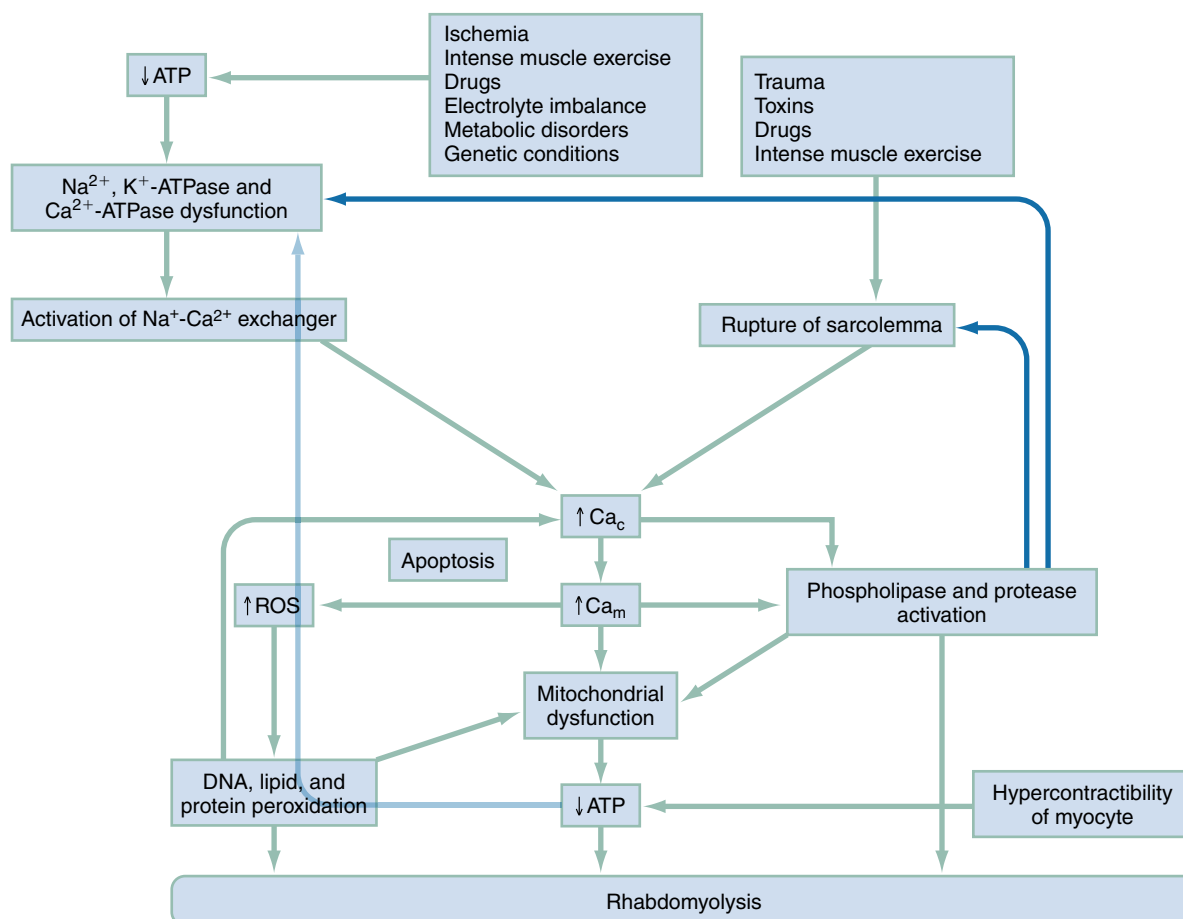 Ischemia
Intense muscle exercise
Drugs
Electrolyte imbalance
Metabolic disorders
Genetic conditions
↓ATP
Trauma
Toxins
Drugs
Intense muscle exercise
Na²⁺, K⁺-ATPase and
Ca²⁺-ATPase dysfunction
Activation of Na⁺-Ca²⁺ exchanger
Rupture of sarcolemma
↑Ca_c
Apoptosis
↑ROS
↑Ca_m
Phospholipase and protease
activation
Mitochondrial
dysfunction
DNA, lipid, and
protein peroxidation
↓ATP
Hypercontractibility
of myocyte
Rhabdomyolysis